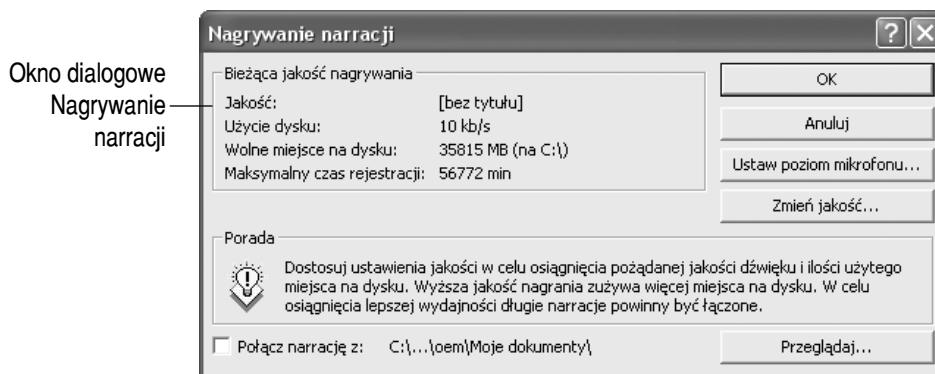 Okno dialogowe
Nagrywanie
narracji
Nagrywanie narracji
Bieżąca jakość nagrywania
Jakość: [bez tytułu]
Użycie dysku: 10 kb/s
Wolne miejsce na dysku: 35815 MB (na C:\)
Maksymalny czas rejestracji: 56772 min
OK
Anuluj
Ustaw poziom mikrofonu...
Zmień jakość...
Porada
Dostosuj ustawienia jakości w celu osiągnięcia pożądanej jakości dźwięku i ilości użytego
miejsca na dysku. Wyższa jakość nagrania zużywa więcej miejsca na dysku. W celu
osiągnięcia lepszej wydajności długie narracje powinny być łączone.
Połącz narrację z: C:\...\oem\Moje dokumenty\
Przeglądaj...